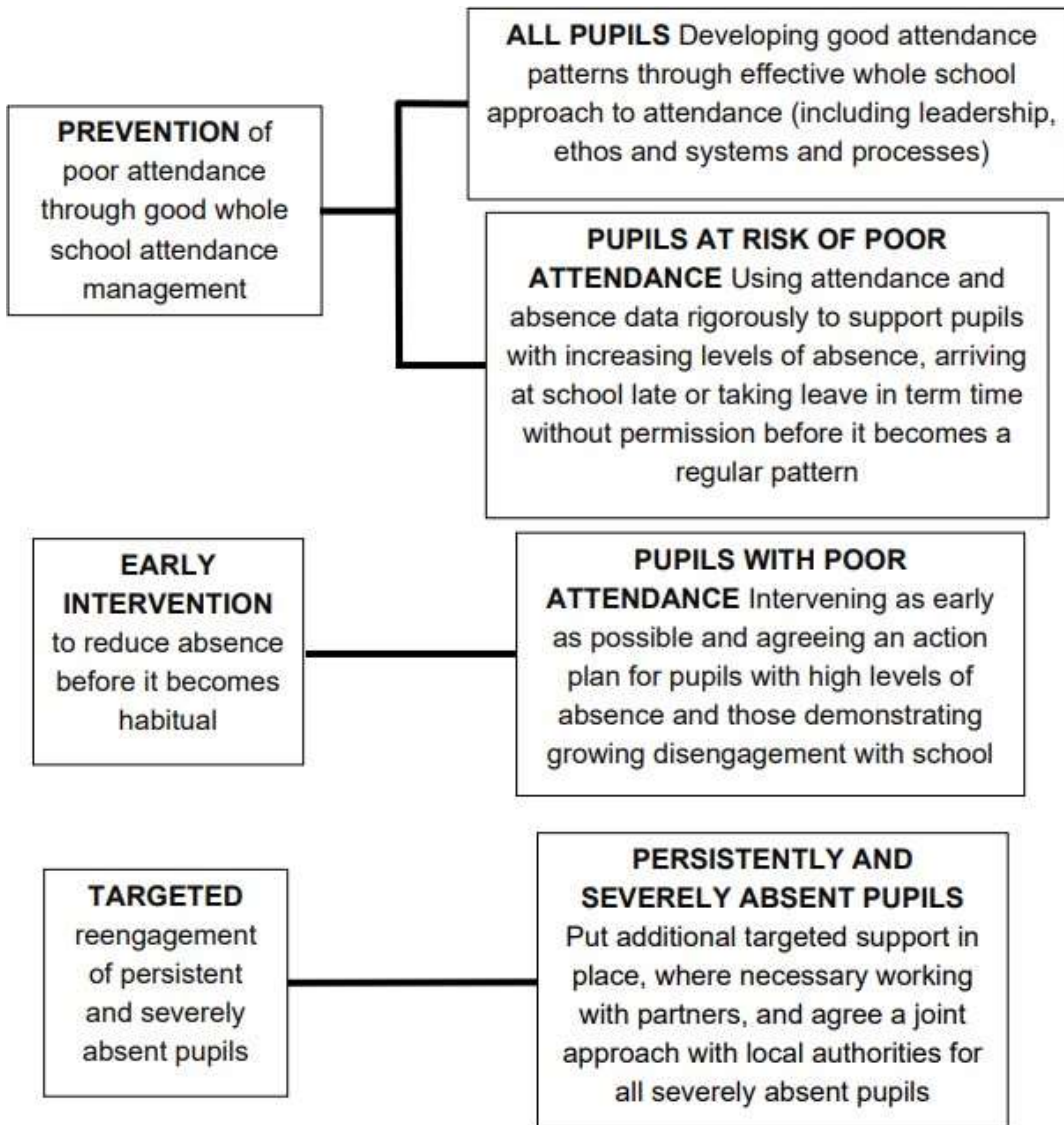 PREVENTION of
poor attendance
through good whole
school attendance
management
ALL PUPILS Developing good attendance
patterns through effective whole school
approach to attendance (including leadership,
ethos and systems and processes)
PUPILS AT RISK OF POOR
ATTENDANCE Using attendance and
absence data rigorously to support pupils
with increasing levels of absence, arriving
at school late or taking leave in term time
without permission before it becomes a
regular pattern
EARLY
INTERVENTION
to reduce absence
before it becomes
habitual
PUPILS WITH POOR
ATTENDANCE Intervening as early
as possible and agreeing an action
plan for pupils with high levels of
absence and those demonstrating
growing disengagement with school
TARGETED
reengagement
of persistent
and severely
absent pupils
PERSISTENTLY AND
SEVERELY ABSENT PUPILS
Put additional targeted support in
place, where necessary working
with partners, and agree a joint
approach with local authorities for
all severely absent pupils